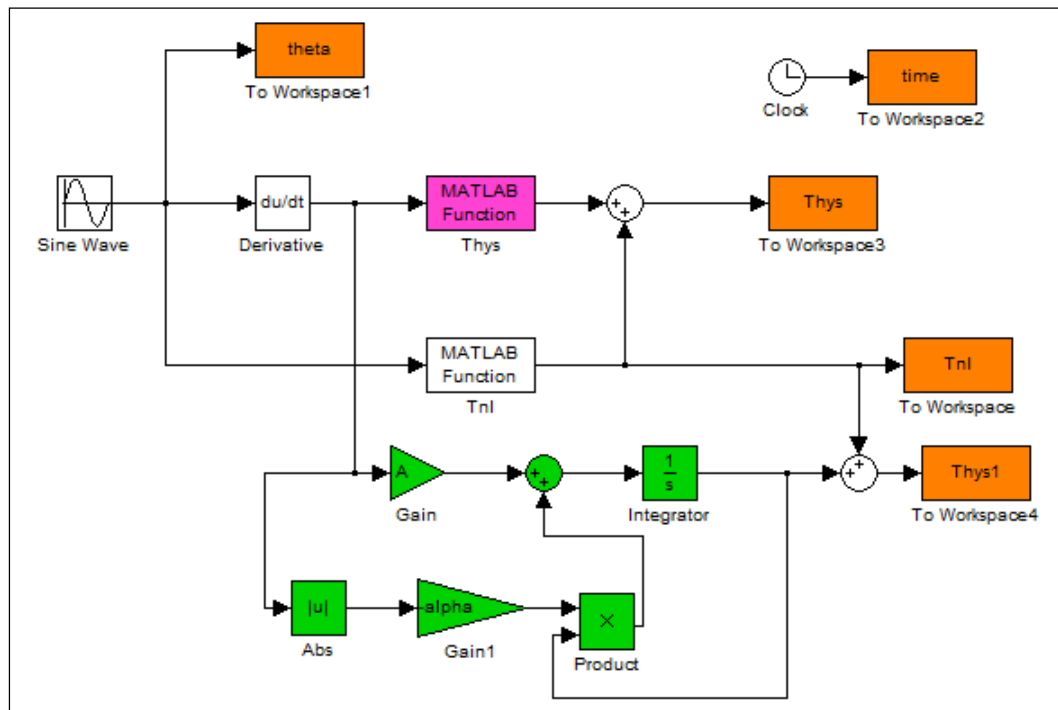 theta
To Workspace1
Clock
time
To Workspace2
Sine Wave
du/dt
Derivative
MATLAB
Function
Thys
+
+
Thys
To Workspace3
MATLAB
Function
Tnl
Tnl
To Workspace
A
Gain
+
+
1
s
Integrator
+
+
Thys1
To Workspace4
|u|
Abs
-alpha
Gain1
×
Product